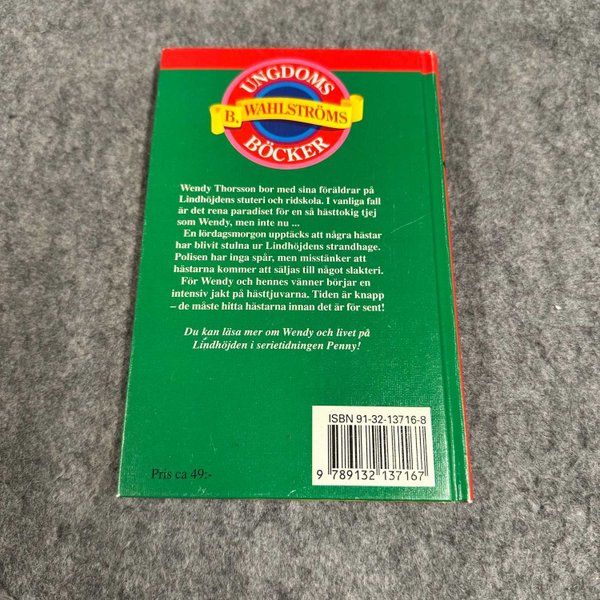 UNGDOMS
B. WAHLSTRÖMS
BÖCKER
Wendy Thorsson bor med sina föräldrar på
Lindhöjdens stuteri och ridskola. I vanliga fall
är det rena paradiset för en så hästtokig tjej
som Wendy, men inte nu ...
En lördagsmorgon upptäcks att några hästar
har blivit stulna ur Lindhöjdens strandhage.
Polisen har inga spår, men misstänker att
hästarna kommer att säljas till något slakteri.
För Wendy och hennes vänner börjar en
intensiv jakt på hästtjuvarna. Tiden är knapp
– de måste hitta hästarna innan det är för sent!
Du kan läsa mer om Wendy och livet på
Lindhöjden i serietidningen Penny!
ISBN 91-32-13716-8
9 789132 137167
Pris ca 49:-